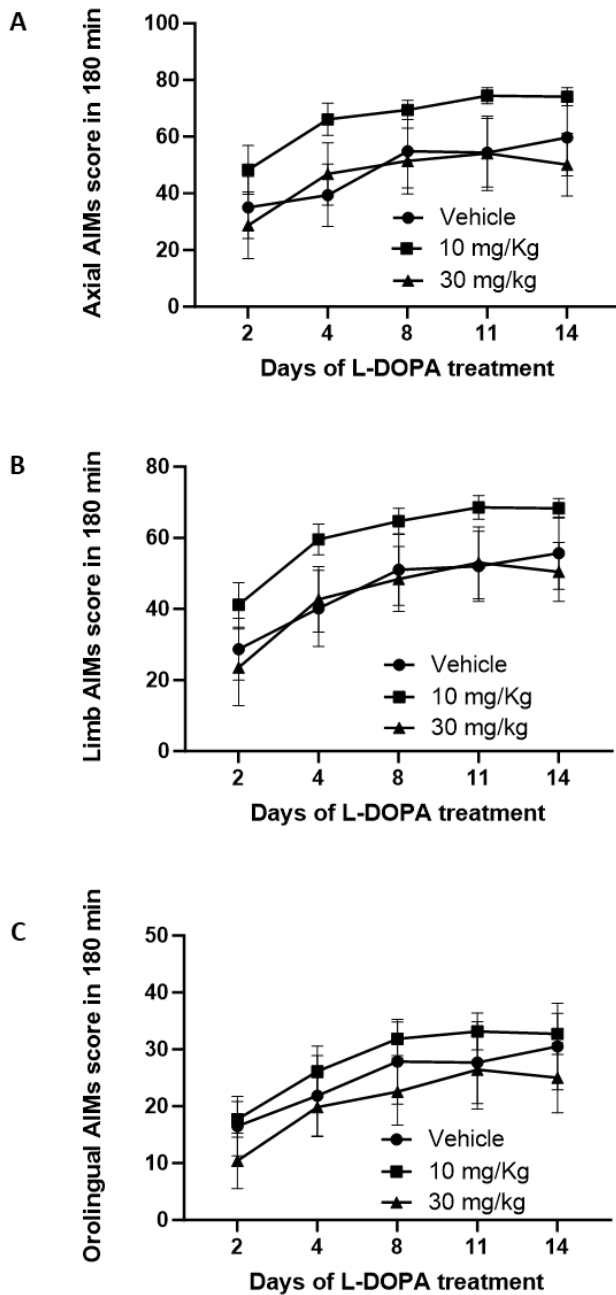 A
Axial AIMs score in 180 min
100
80
60
40
20
0
Vehicle
10 mg/Kg
30 mg/kg
2 4 8 11 14
Days of L-DOPA treatment
B
Limb AIMs score in 180 min
80
60
40
20
0
Vehicle
10 mg/Kg
30 mg/kg
2 4 8 11 14
Days of L-DOPA treatment
C
Orolingual AIMs score in 180 min
50
40
30
20
10
0
Vehicle
10 mg/Kg
30 mg/kg
2 4 8 11 14
Days of L-DOPA treatment